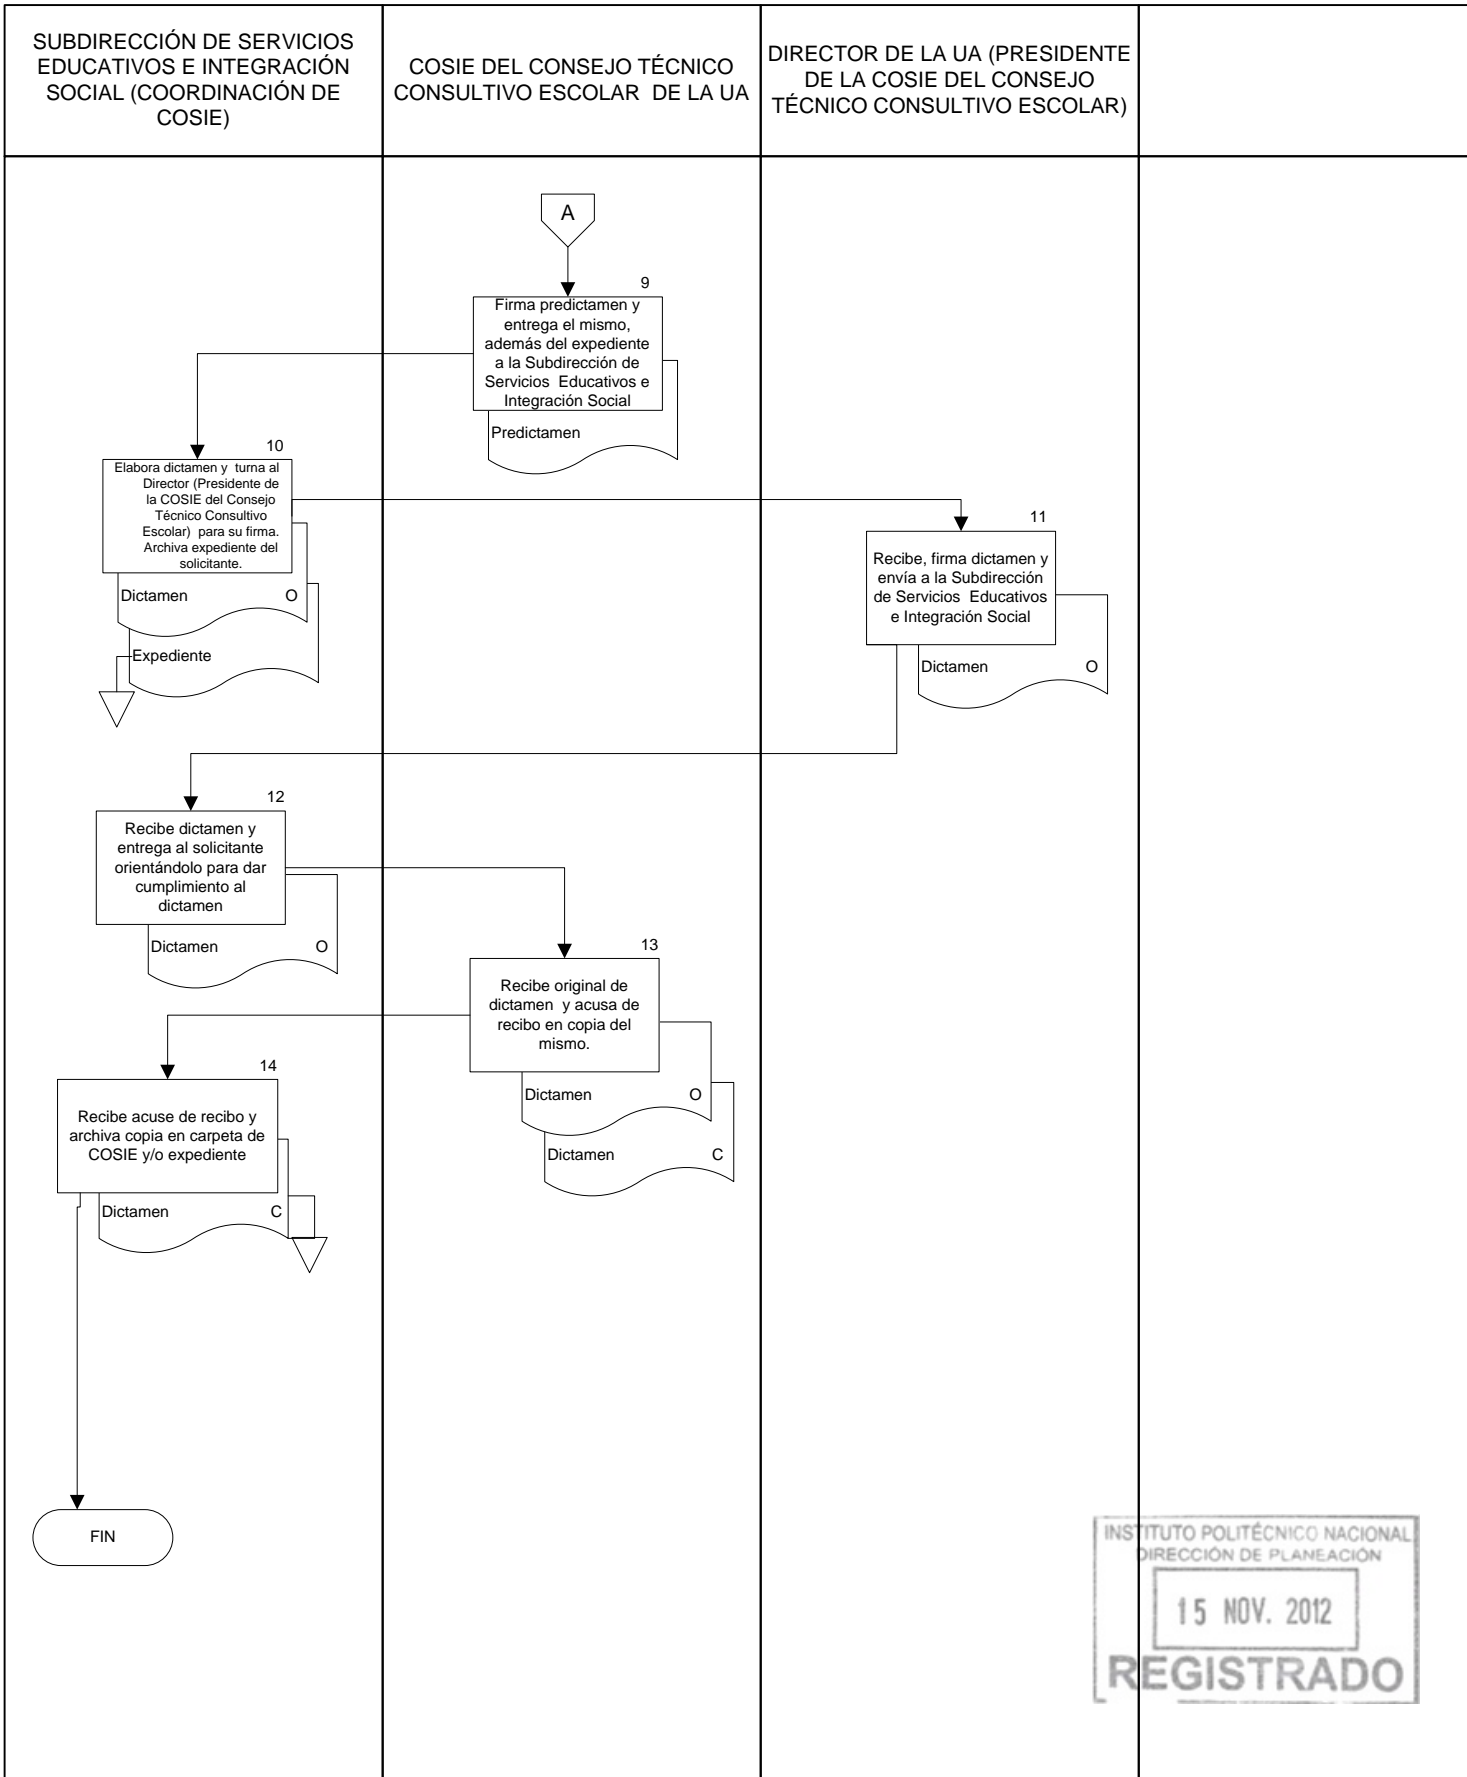 SUBDIRECCIÓN DE SERVICIOS
EDUCATIVOS E INTEGRACIÓN
SOCIAL (COORDINACIÓN DE
COSIE)
COSIE DEL CONSEJO TÉCNICO
CONSULTIVO ESCOLAR DE LA UA
DIRECTOR DE LA UA (PRESIDENTE
DE LA COSIE DEL CONSEJO
TÉCNICO CONSULTIVO ESCOLAR)
A
9
Firma predictamen y
entrega el mismo,
además del expediente
a la Subdirección de
Servicios Educativos e
Integración Social
Predictamen
10
Elabora dictamen y turna al
Director (Presidente de
la COSIE del Consejo
Técnico Consultivo
Escolar) para su firma.
Archiva expediente del
solicitante.
Dictamen O
Expediente
11
Recibe, firma dictamen y
envía a la Subdirección
de Servicios Educativos
e Integración Social
Dictamen O
12
Recibe dictamen y
entrega al solicitante
orientándolo para dar
cumplimiento al
dictamen
Dictamen O
13
Recibe original de
dictamen y acusa de
recibo en copia del
mismo.
Dictamen O
Dictamen C
14
Recibe acuse de recibo y
archiva copia en carpeta de
COSIE y/o expediente
Dictamen C
FIN
INSTITUTO POLITÉCNICO NACIONAL
DIRECCIÓN DE PLANEACIÓN
15 NOV. 2012
REGISTRADO